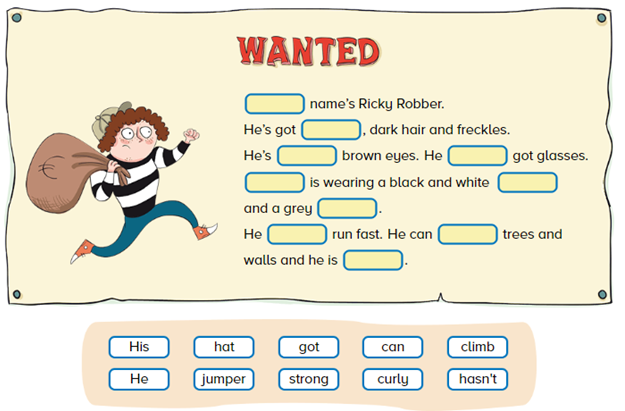 WANTED
name's Ricky Robber.
He's got , dark hair and freckles.
He's brown eyes. He got glasses.
is wearing a black and white
and a grey .
He run fast. He can trees and
walls and he is .
His hat got can climb
He jumper strong curly hasn't